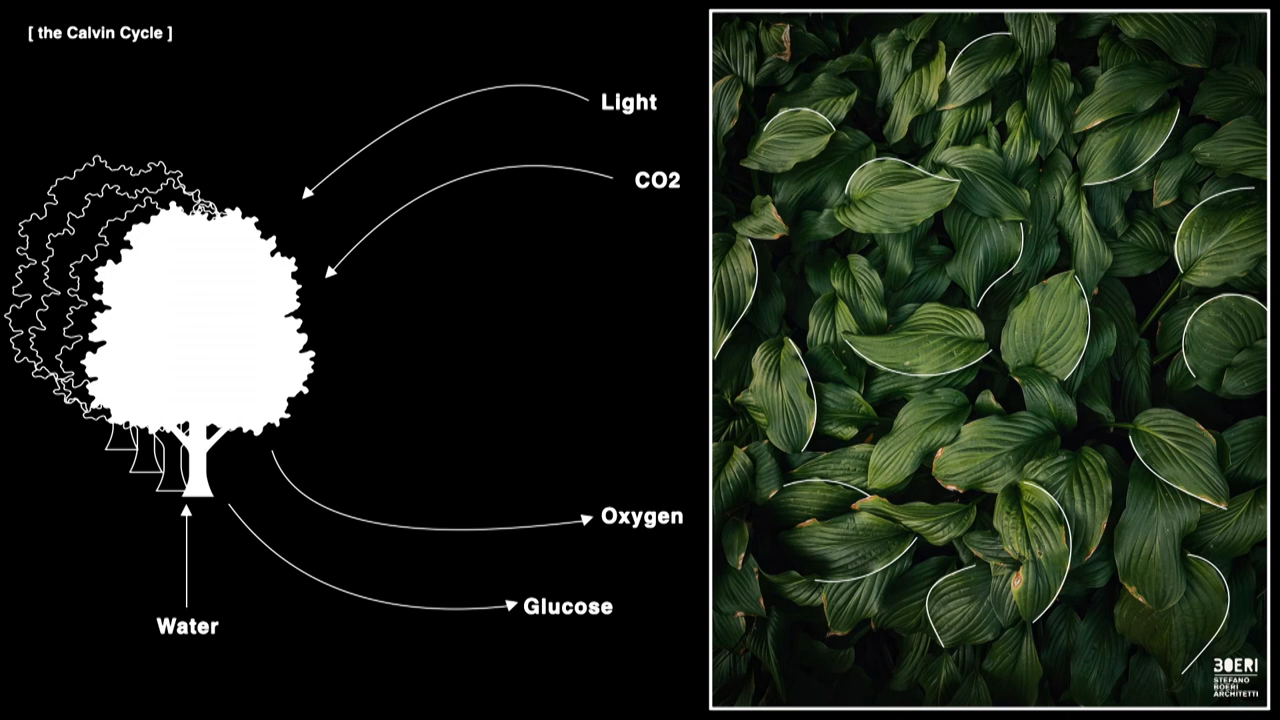 [ the Calvin Cycle ]
Light
CO2
Oxygen
Glucose
Water
BOERI
STEFANO
BOERI
ARCHITETTI